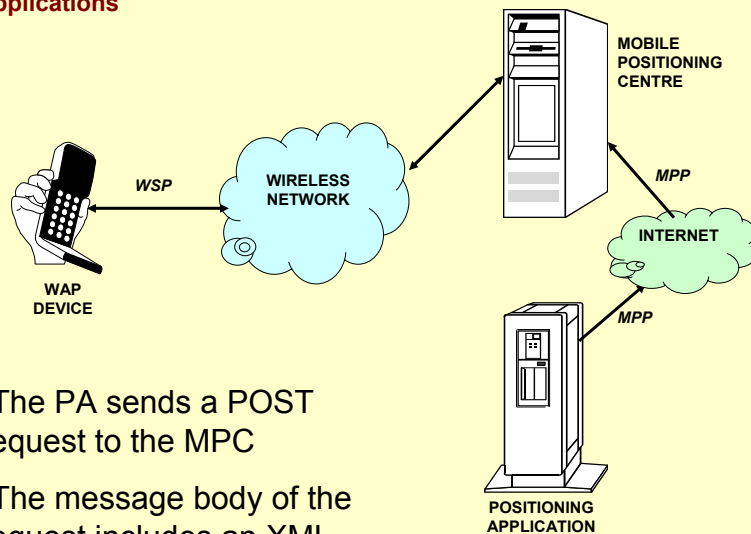 pplications
MOBILE
POSITIONING
CENTRE
WSP
WIRELESS
NETWORK
MPP
INTERNET
WAP
DEVICE
MPP
The PA sends a POST
equest to the MPC
The message body of the
equest includes an XML
POSITIONING
APPLICATION